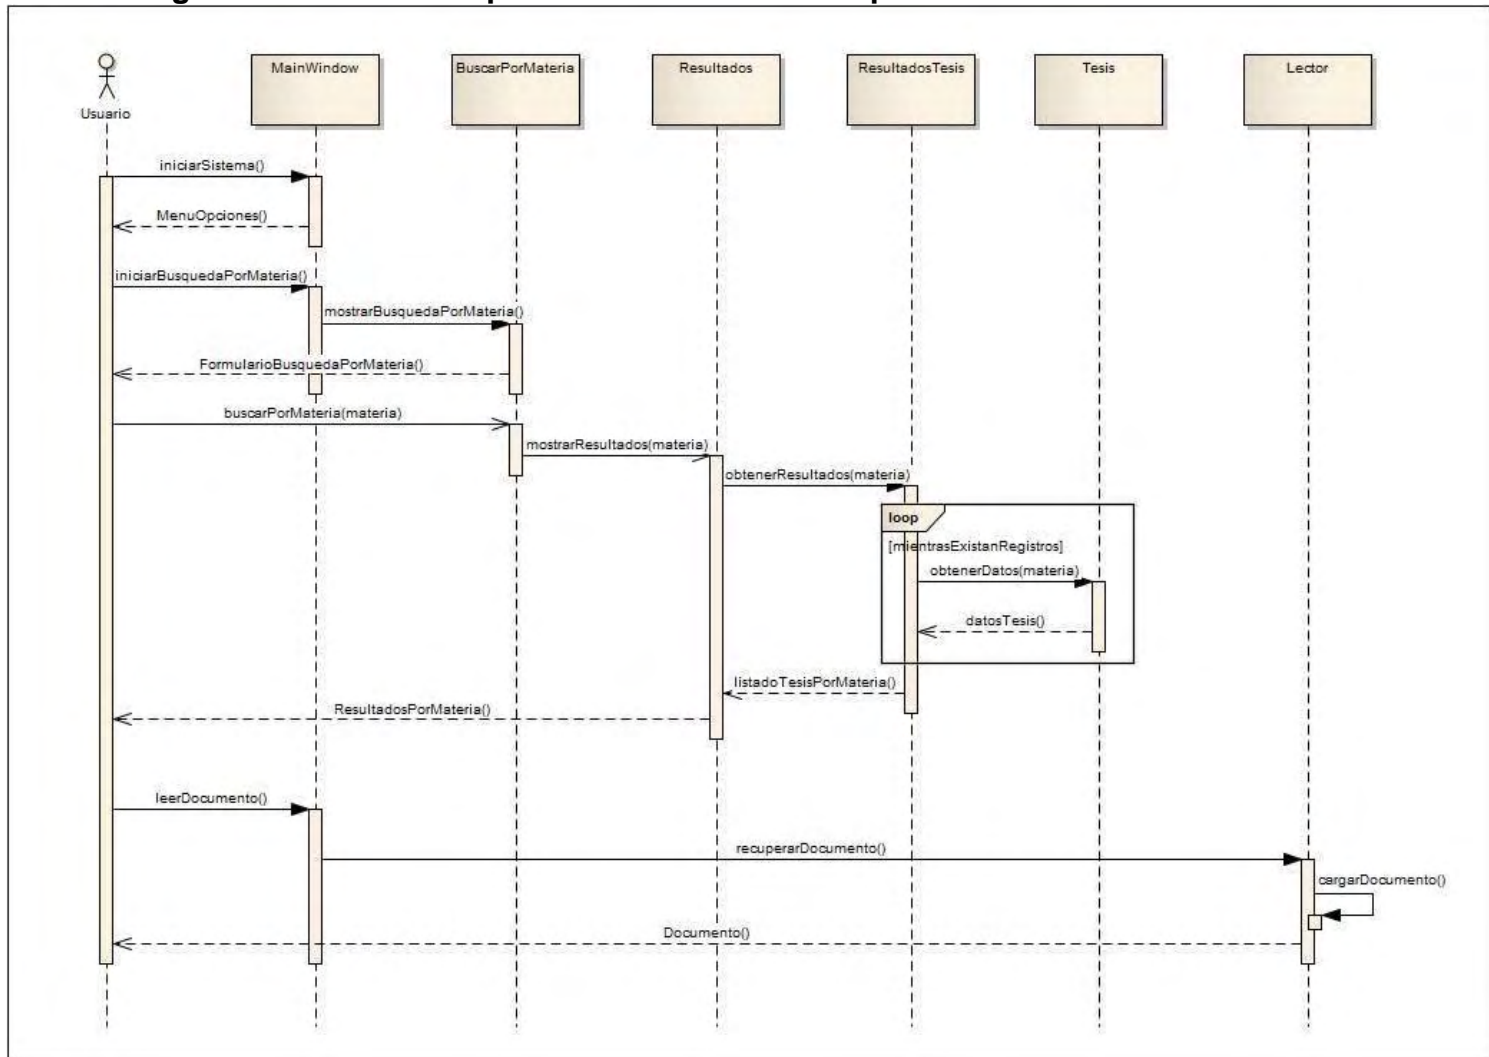 MainWindow
BuscarPorMateria
Resultados
ResultadosTesis
Tesis
Lector
Usuario
iniciarSistema()
MenuOpciones()
iniciarBusquedaPorMateria()
mostrarBusquedaPorMateria()
FormularioBusquedaPorMateria()
buscarPorMateria(materia)
mostrarResultados(materia)
obtenerResultados(materia)
loop
[mientrasExistanRegistros]
obtenerDatos(materia)
datosTesis()
listadoTesisPorMateria()
ResultadosPorMateria()
leerDocumento()
recuperarDocumento()
cargarDocumento()
Documento()